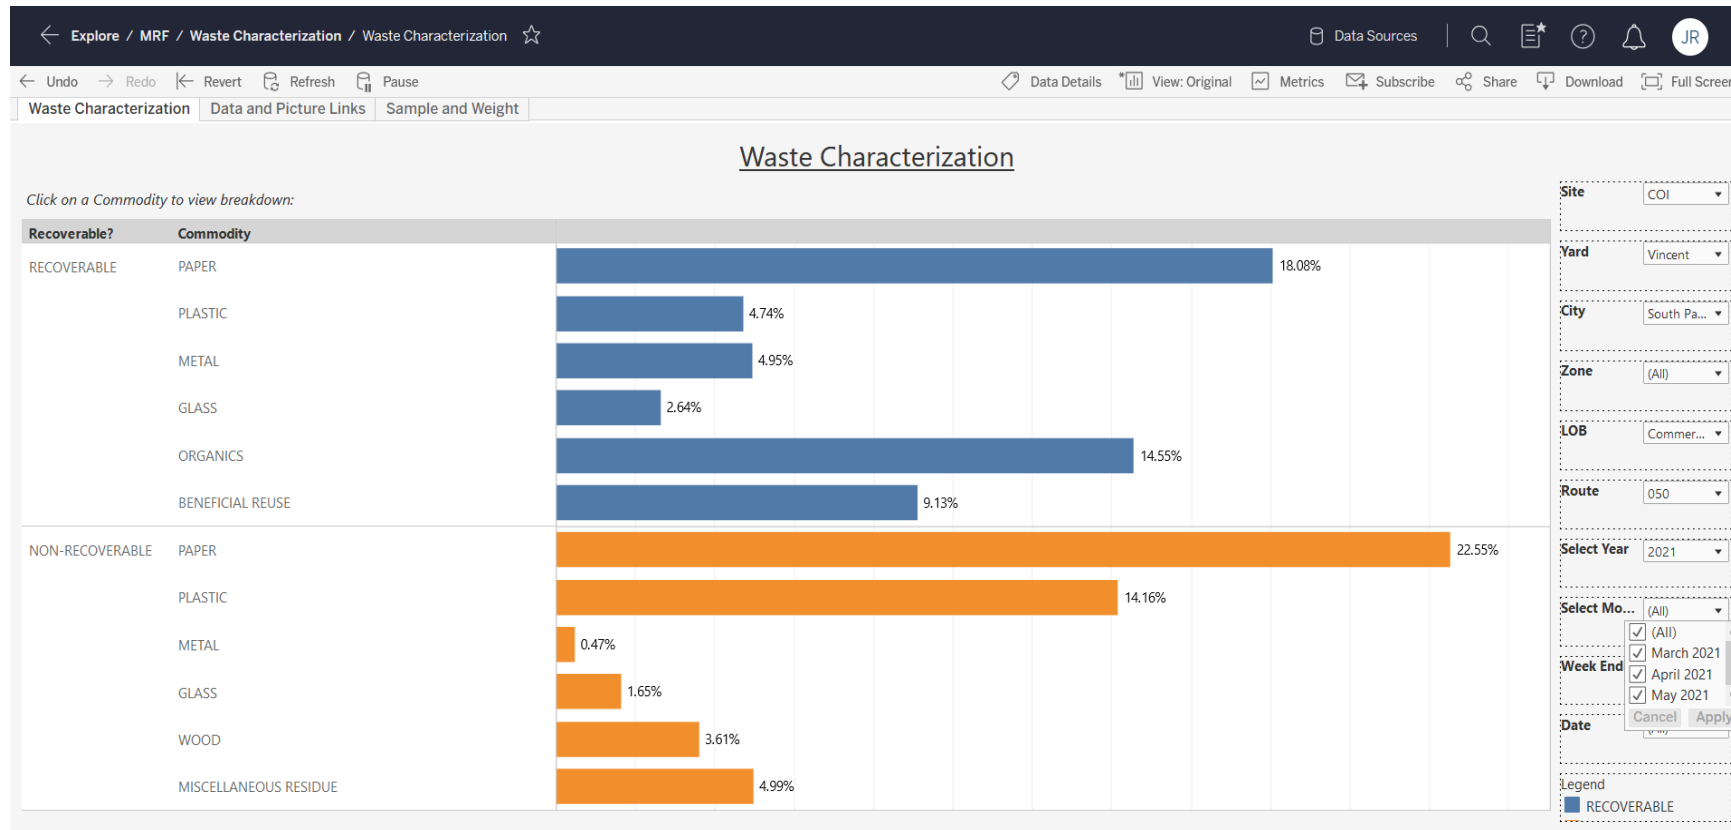 Explore / MRF / Waste Characterization / Waste Characterization
Data Sources
JR
Undo Redo Revert Refresh Pause
Data Details View: Original Metrics Subscribe Share Download Full Screen
Waste Characterization Data and Picture Links Sample and Weight
Waste Characterization
Click on a Commodity to view breakdown:
Recoverable? Commodity
RECOVERABLE PAPER 18.08%
PLASTIC 4.74%
METAL 4.95%
GLASS 2.64%
ORGANICS 14.55%
BENEFICIAL REUSE 9.13%
NON-RECOVERABLE PAPER 22.55%
PLASTIC 14.16%
METAL 0.47%
GLASS 1.65%
WOOD 3.61%
MISCELLANEOUS RESIDUE 4.99%
Site COI
Yard Vincent
City South Pa...
Zone (All)
LOB Commer...
Route 050
Select Year 2021
Select Mo... (All)
(All)
March 2021
Week End
April 2021
May 2021
Cancel Apply
Date
Legend
RECOVERABLE